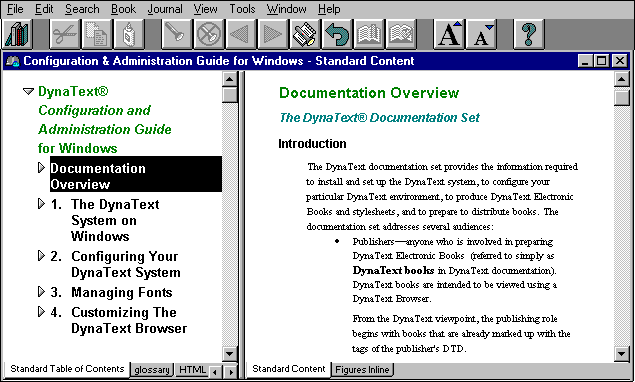 File Edit Search Book Journal View Tools Window Help
A A ?
Configuration & Administration Guide for Windows - Standard Content
DynaText®
Configuration and
Administration Guide
for Windows
Documentation
Overview
1. The DynaText
System on
Windows
2. Configuring Your
DynaText System
3. Managing Fonts
4. Customizing The
DynaText Browser
Standard Table of Contents glossary HTML
Documentation Overview
The DynaText® Documentation Set
Introduction
The DynaText documentation set provides the information required
to install and set up the DynaText system, to configure your
particular DynaText environment, to produce DynaText Electronic
Books and stylesheets, and to prepare to distribute books. The
documentation set addresses several audiences:
• Publishers—anyone who is involved in preparing
DynaText Electronic Books (referred to simply as
DynaText books in DynaText documentation).
DynaText books are intended to be viewed using a
DynaText Browser.
From the DynaText viewpoint, the publishing role
begins with books that are already marked up with the
tags of the publisher's DTD.
Standard Content Figures Inline